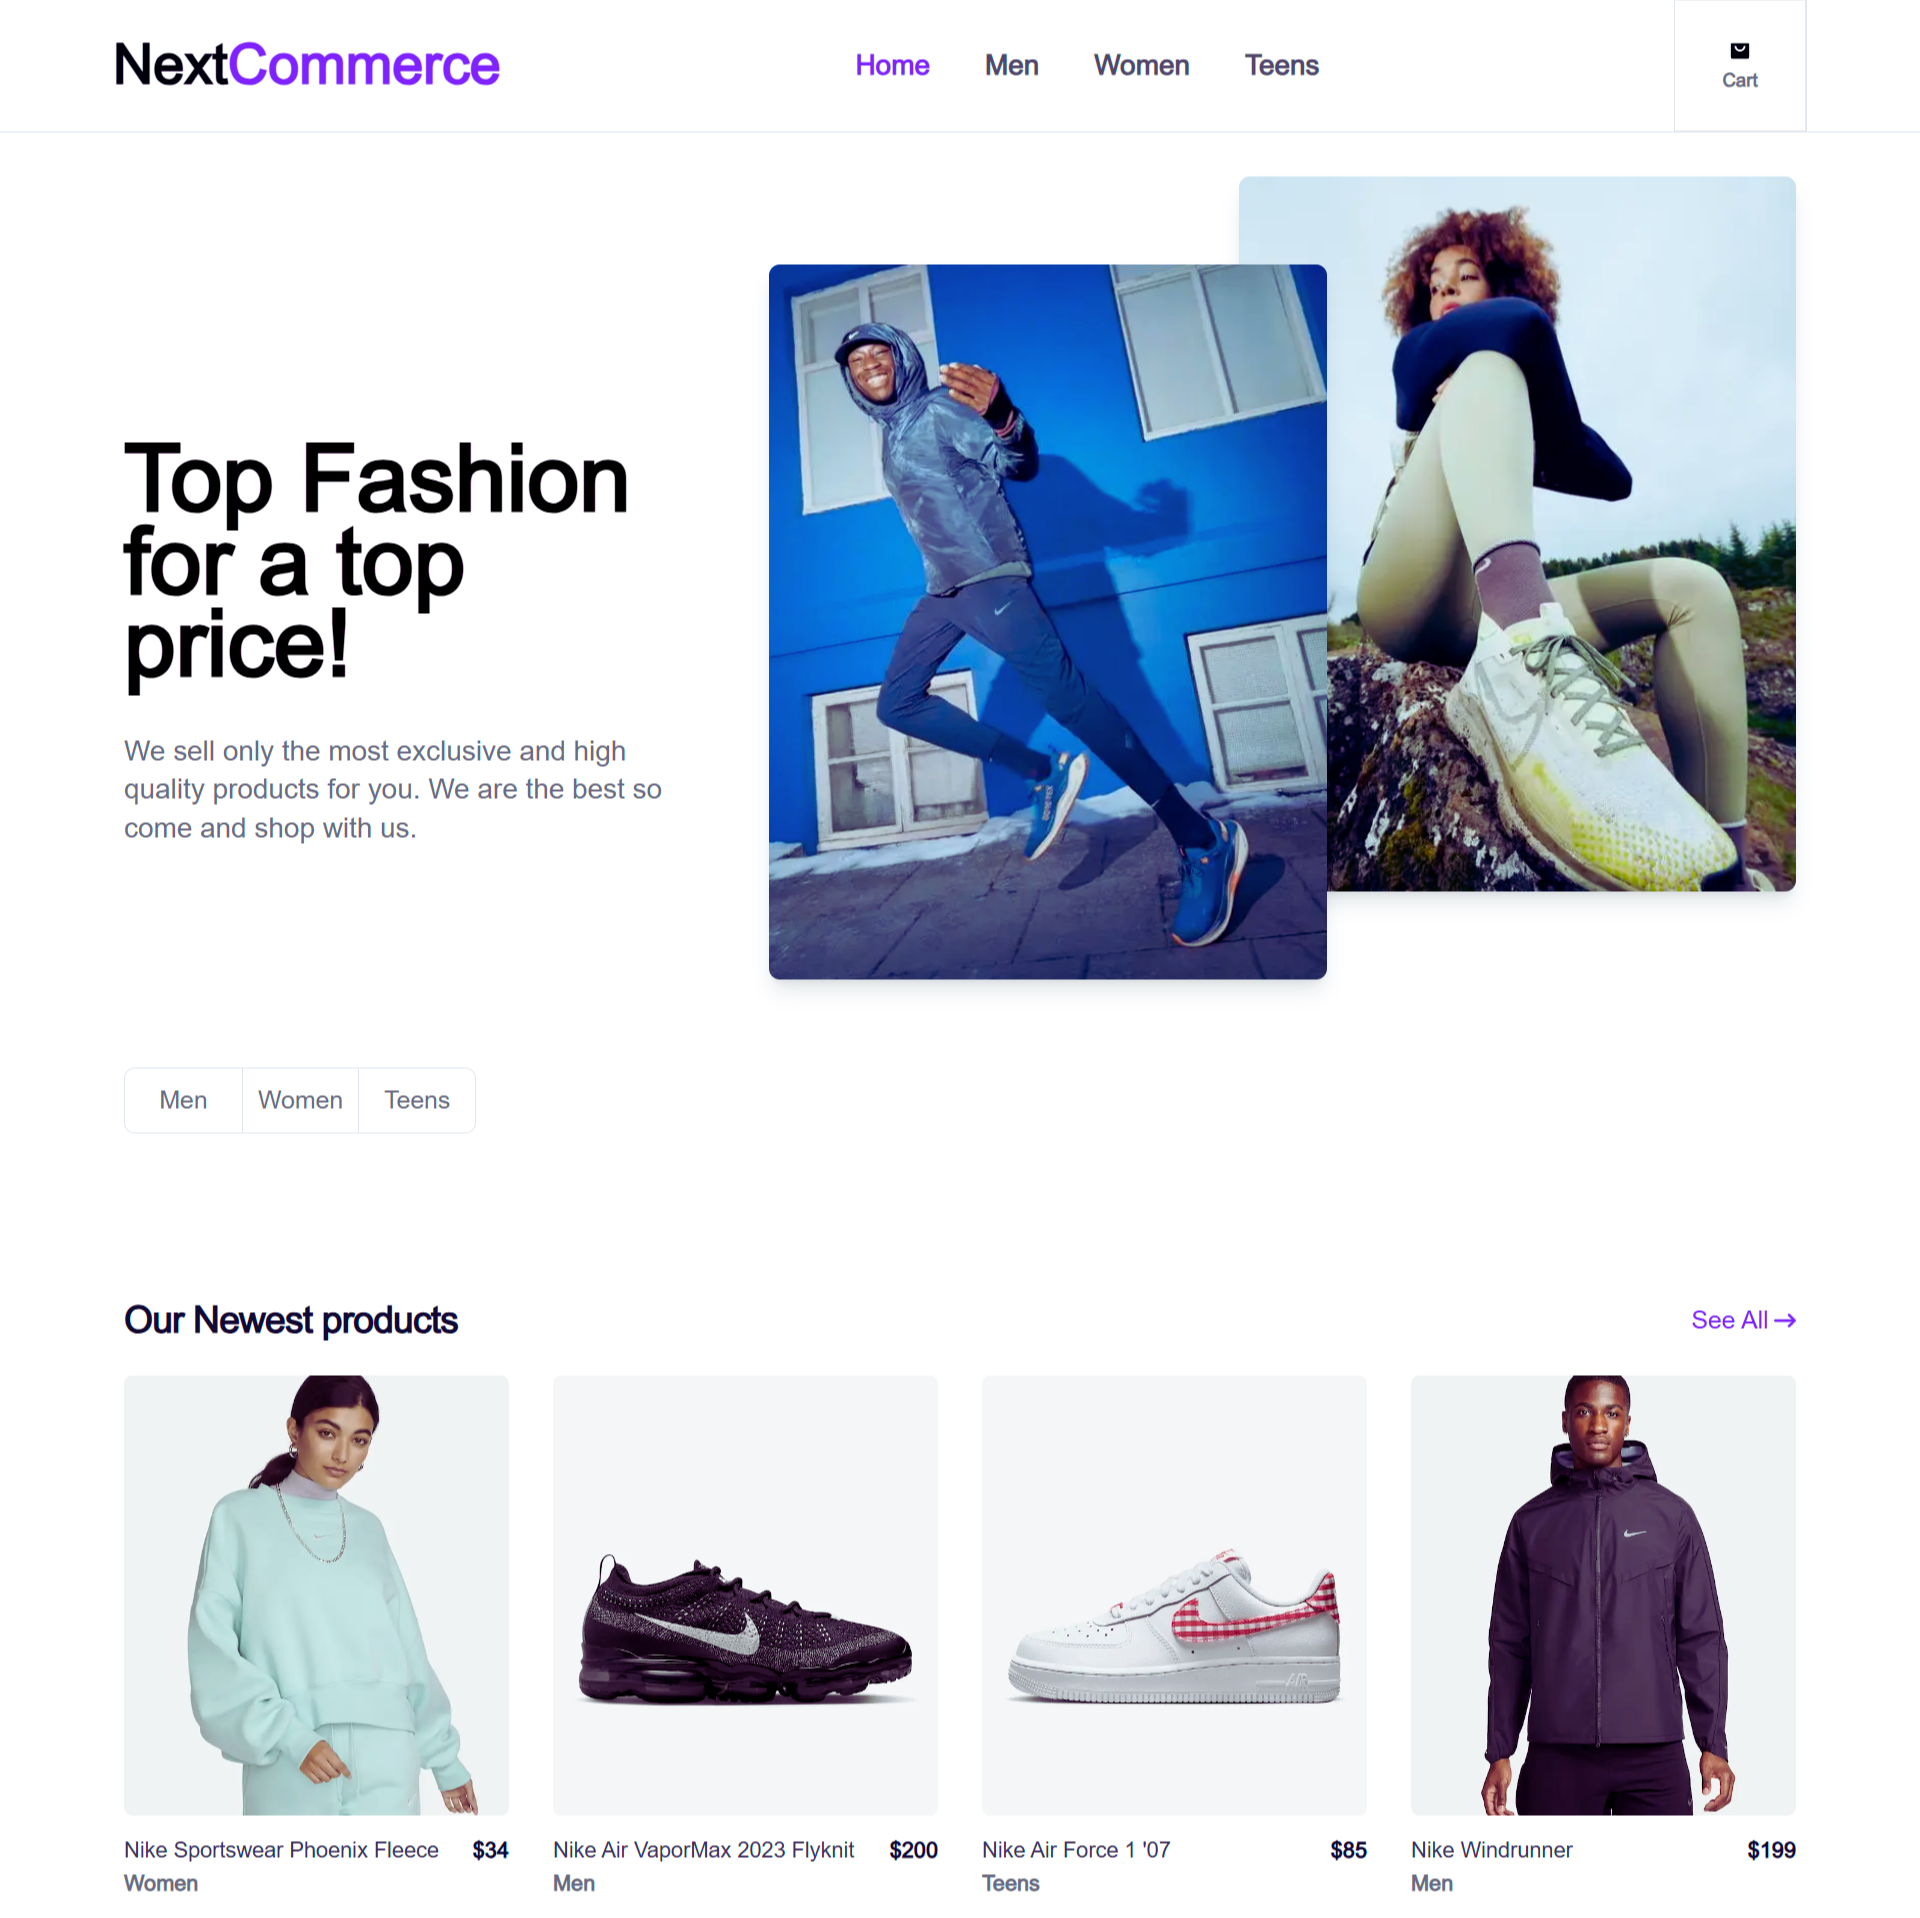 NextCommerce
Home Men Women Teens
Cart
Top Fashion
for a top
price!
We sell only the most exclusive and high
quality products for you. We are the best so
come and shop with us.
Men Women Teens
Our Newest products
See All →
Nike Sportswear Phoenix Fleece $34
Women
Nike Air VaporMax 2023 Flyknit $200
Men
Nike Air Force 1 '07 $85
Teens
Nike Windrunner $199
Men